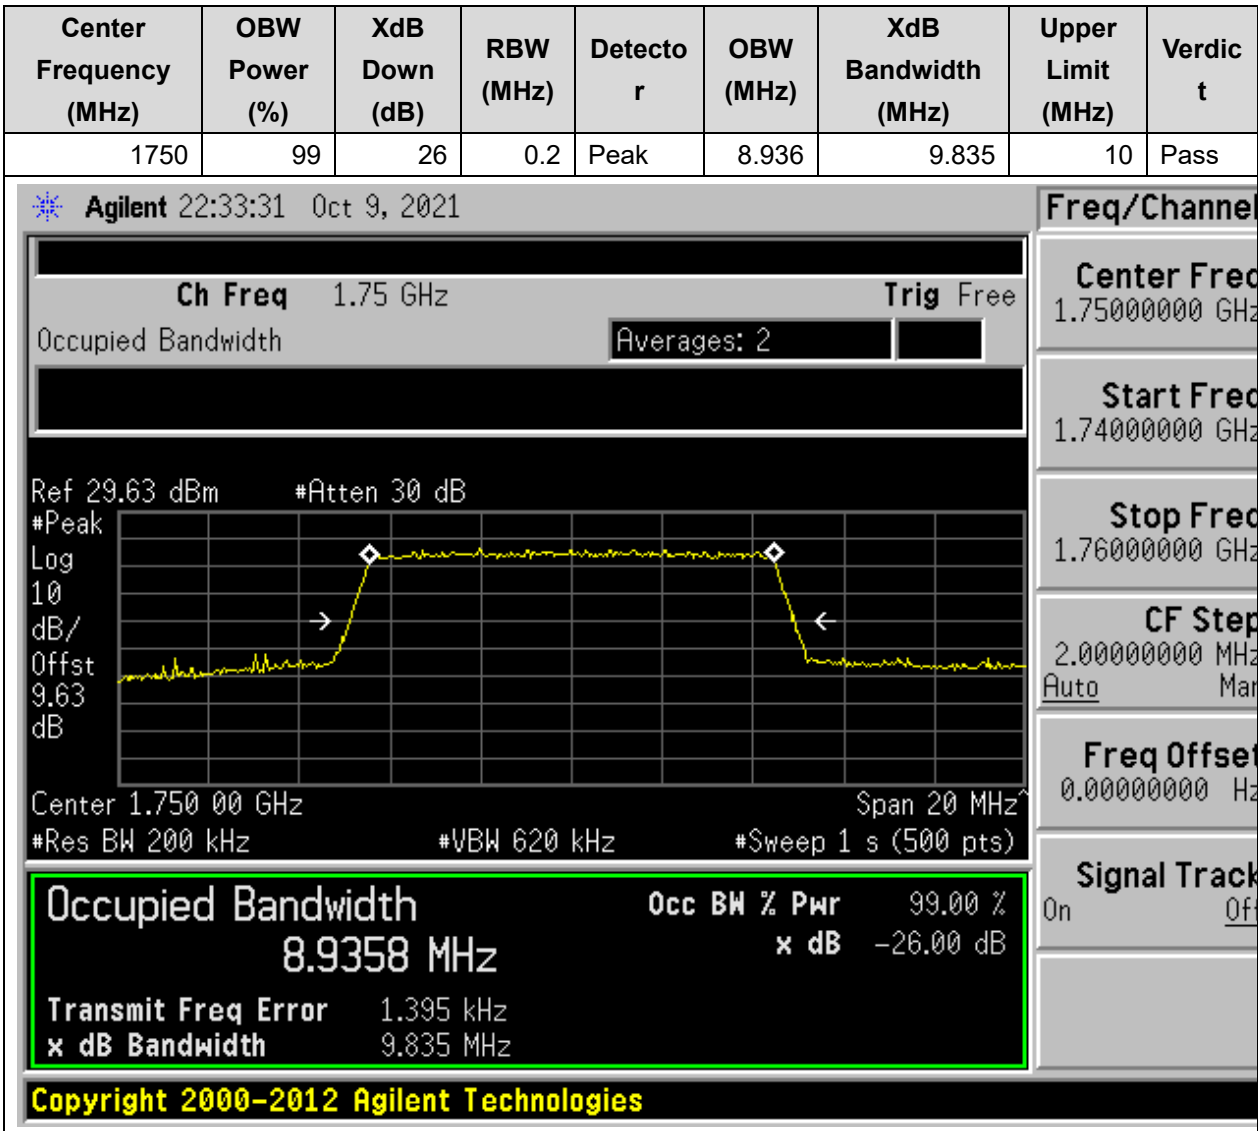 Center Frequency (MHz) OBW Power (%) XdB Down (dB) RBW (MHz) Detecto r OBW (MHz) XdB Bandwidth (MHz) Upper Limit (MHz) Verdic t
1750 99 26 0.2 Peak 8.936 9.835 10 Pass
Agilent 22:33:31 Oct 9, 2021
Freq/Channel
Ch Freq 1.75 GHz Trig Free
Occupied Bandwidth Averages: 2
Center Freq
1.75000000 GHz
Start Freq
1.74000000 GHz
Stop Freq
1.76000000 GHz
CF Step
2.00000000 MHz
Auto Man
Freq Offset
0.00000000 Hz
Signal Track
On Off
Ref 29.63 dBm #Atten 30 dB
#Peak
Log
10
dB/
Offst
9.63
dB
Center 1.750 00 GHz Span 20 MHz^
#Res BW 200 kHz #VBW 620 kHz #Sweep 1 s (500 pts)
Occupied Bandwidth Occ BW % Pwr 99.00 %
8.9358 MHz x dB -26.00 dB
Transmit Freq Error 1.395 kHz
x dB Bandwidth 9.835 MHz
Copyright 2000-2012 Agilent Technologies